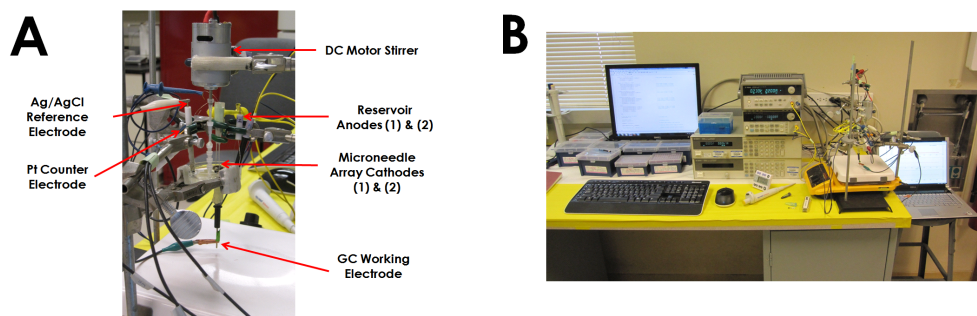 A
B
DC Motor Stirrer
Ag/AgCl
Reference
Electrode
Reservoir
Anodes (1) & (2)
Pt Counter
Electrode
Microneedle
Array Cathodes
(1) & (2)
GC Working
Electrode